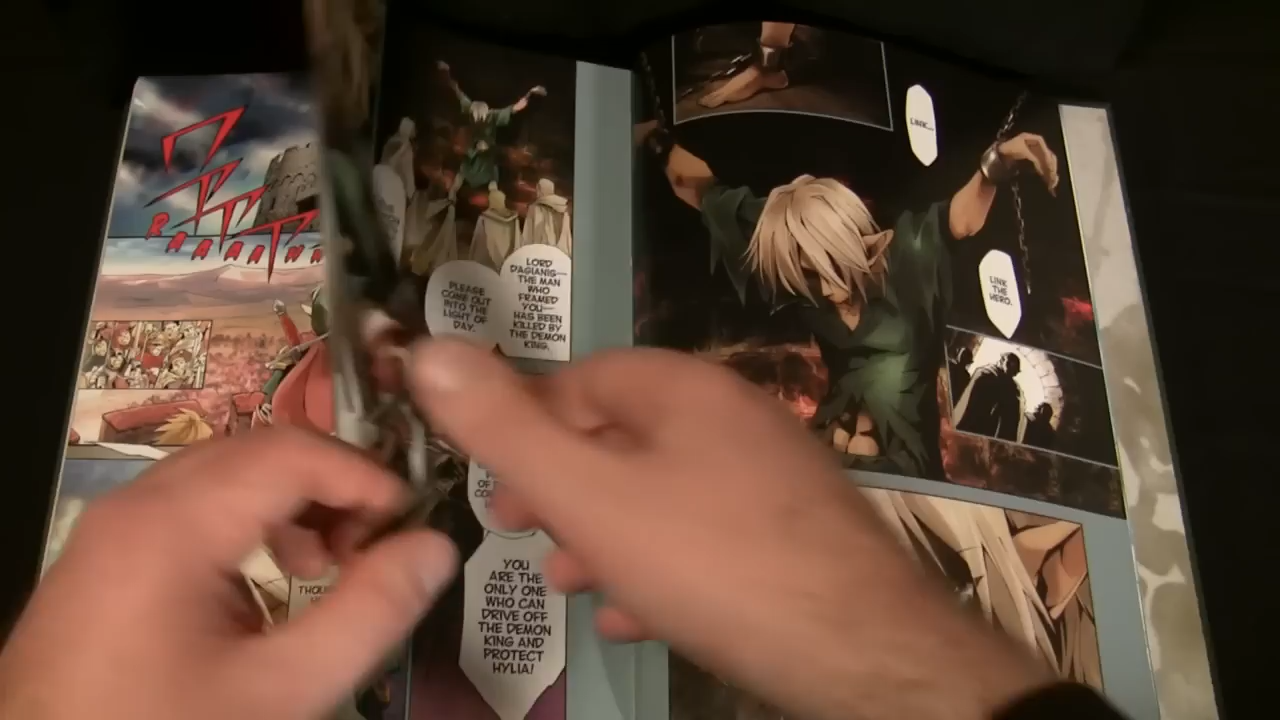 LORD
D'AGIANIS—
THE MAN
WHO
FRAMED
YOU—
HAS BEEN
KILLED BY
THE DEMON
KING.
PLEASE
COME OUT
INTO THE
LIGHT OF
DAY.
YOU
ARE THE
ONLY ONE
WHO CAN
DRIVE OFF
THE DEMON
KING AND
PROTECT
HYLIA!
LINK...
LINK
THE
HERO.